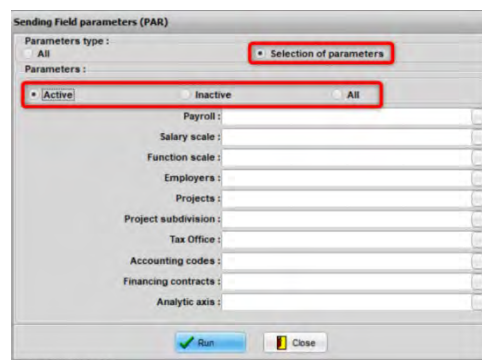 Sending Field parameters (PAR)
Parameters type :
All Selection of parameters
Parameters :
Active Inactive All
Payroll :
Salary scale :
Function scale :
Employers :
Projects :
Project subdivision :
Tax Office :
Accounting codes :
Financing contracts :
Analytic axis :
Run Close